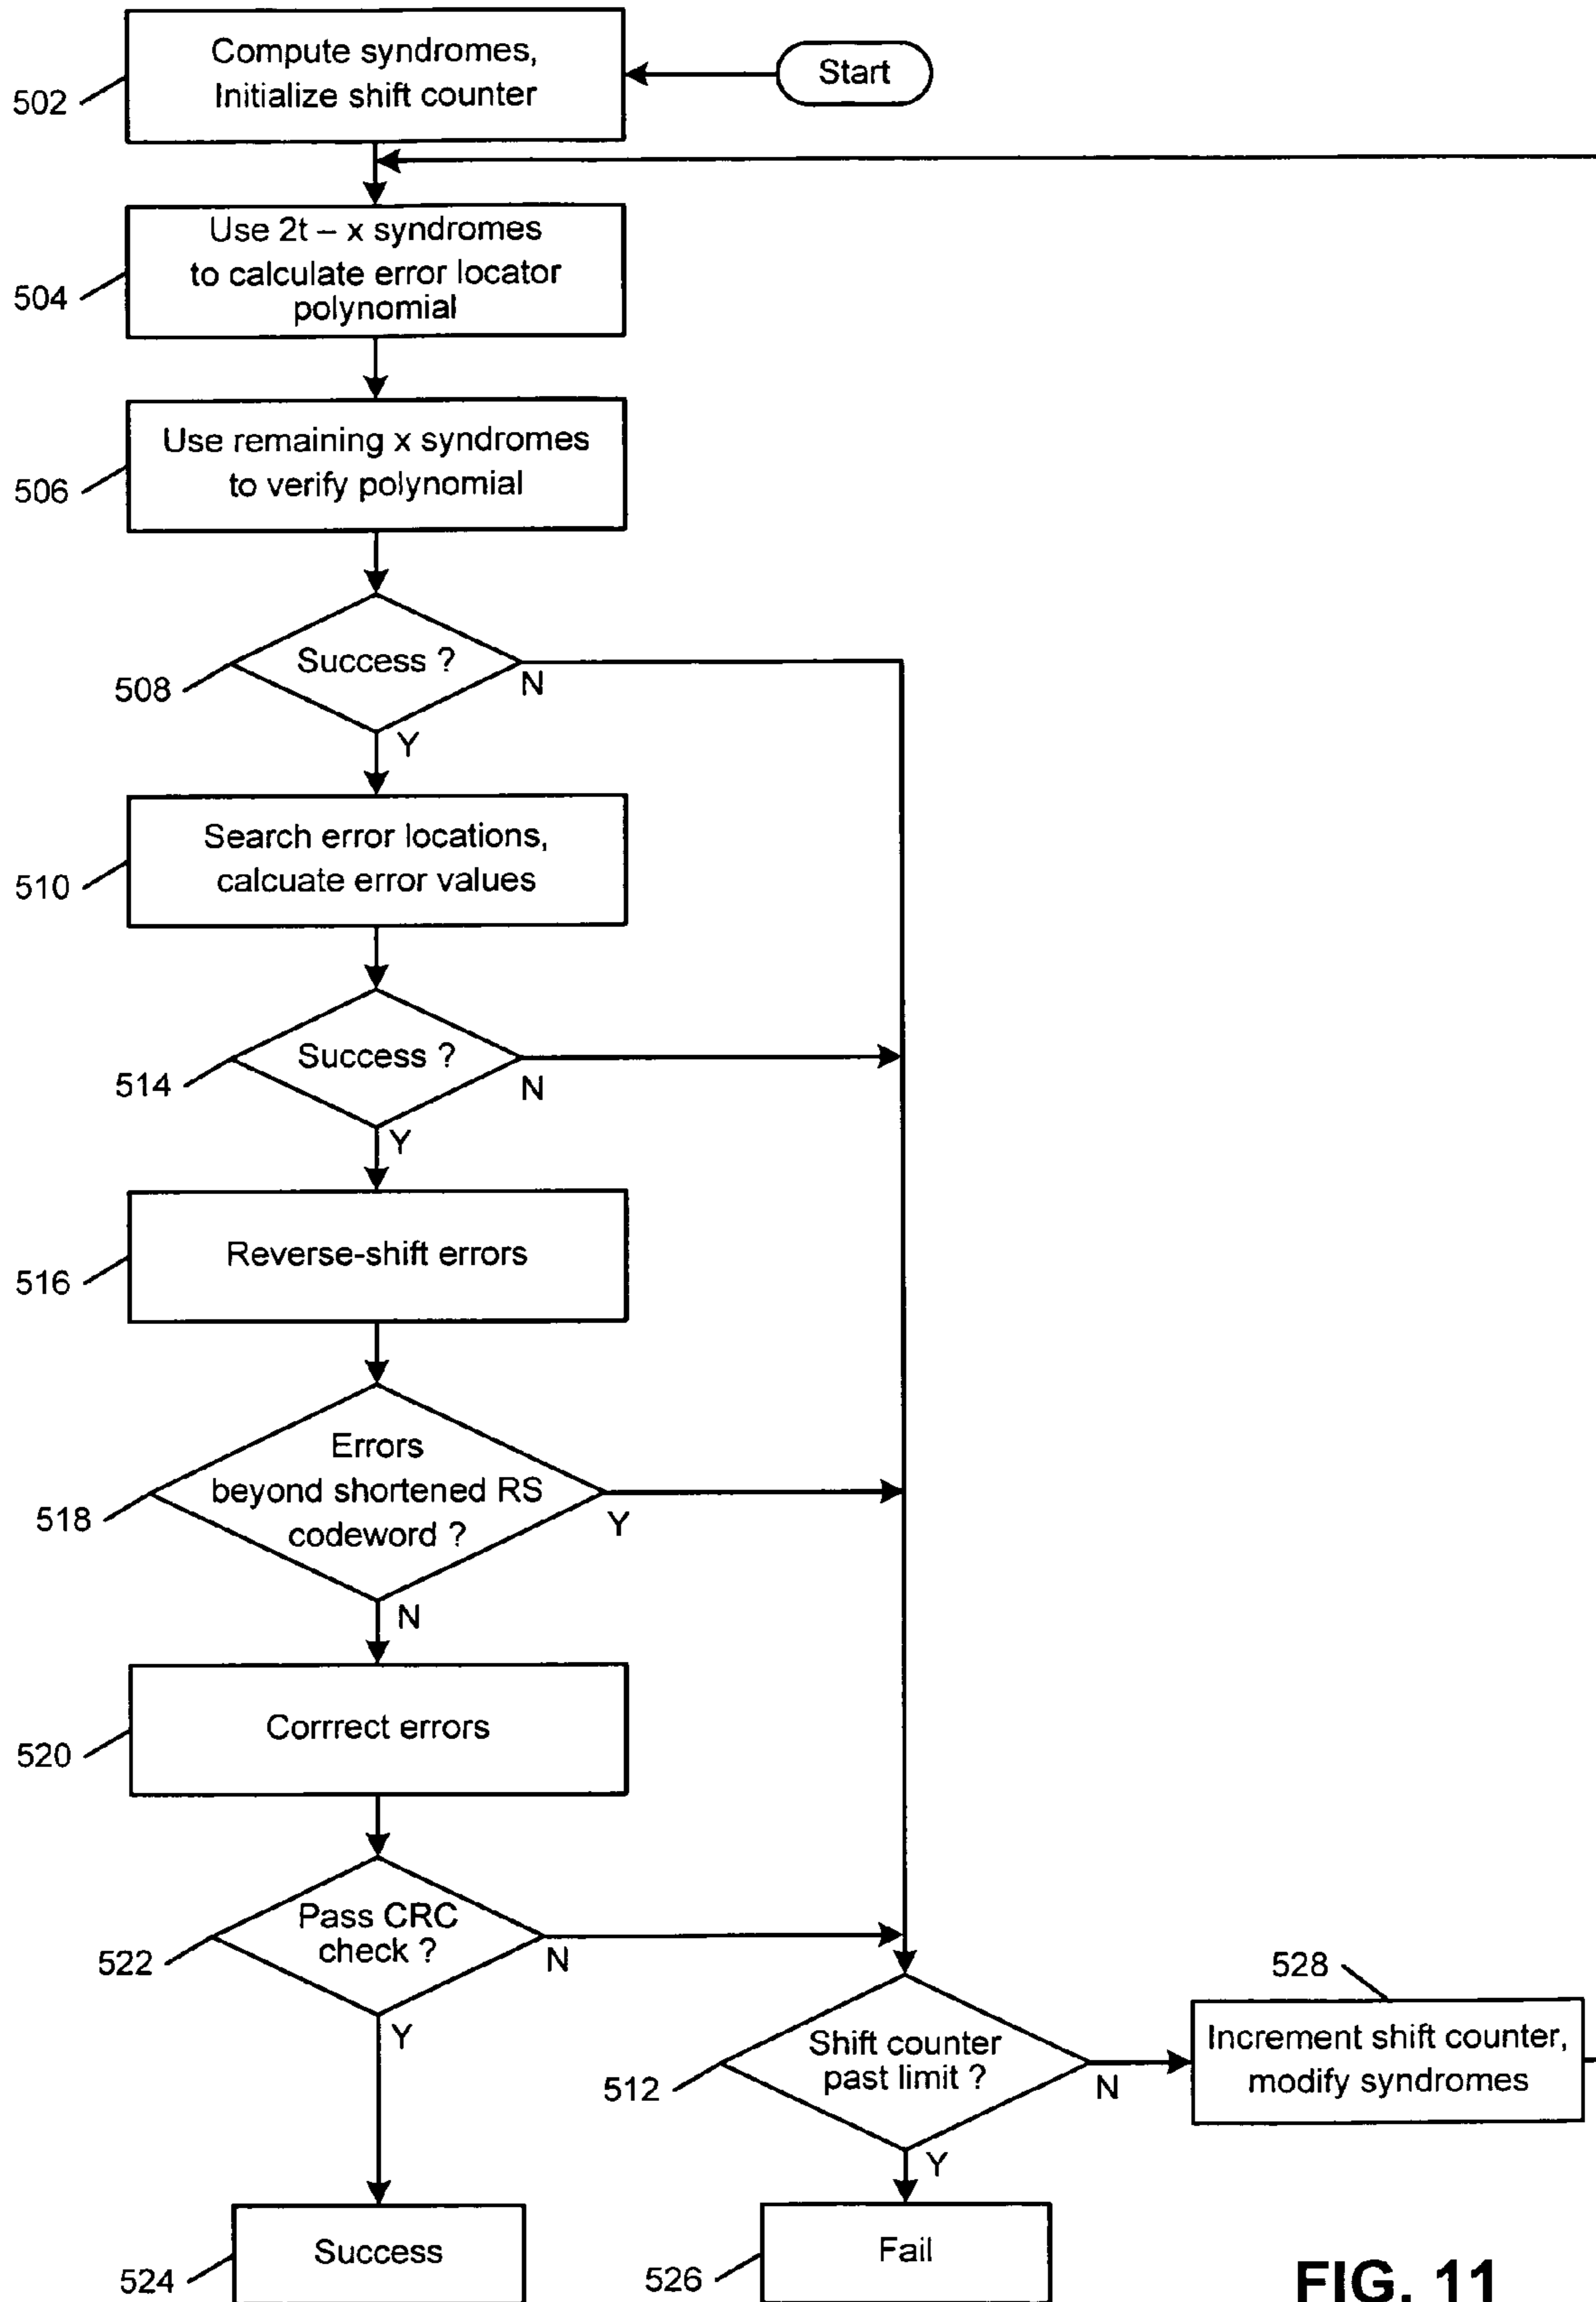 Compute syndromes,
Initialize shift counter
Start
502
Use 2t – x syndromes
to calculate error locator
polynomial
504
Use remaining x syndromes
to verify polynomial
506
Success ?
508
N
Y
Search error locations,
calcuate error values
510
Success ?
514
N
Y
Reverse-shift errors
516
Errors
beyond shortened RS
codeword ?
518
Y
N
Corrrect errors
520
Pass CRC
check ?
522
N
Y
528
Shift counter
past limit ?
512
N
Increment shift counter,
modify syndromes
Y
Success
524
Fail
526
FIG. 11